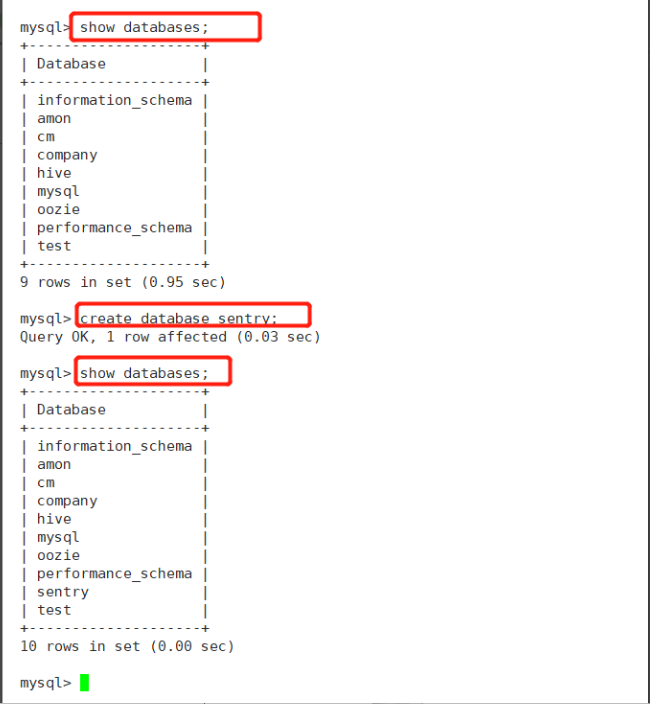 mysql> show databases;
+--------------------+
| Database           |
+--------------------+
| information_schema |
| amon               |
| cm                 |
| company            |
| hive               |
| mysql              |
| oozie              |
| performance_schema |
| test               |
+--------------------+
9 rows in set (0.95 sec)
mysql> create database sentry;
Query OK, 1 row affected (0.03 sec)
mysql> show databases;
+--------------------+
| Database           |
+--------------------+
| information_schema |
| amon               |
| cm                 |
| company            |
| hive               |
| mysql              |
| oozie              |
| performance_schema |
| sentry             |
| test               |
+--------------------+
10 rows in set (0.00 sec)
mysql>